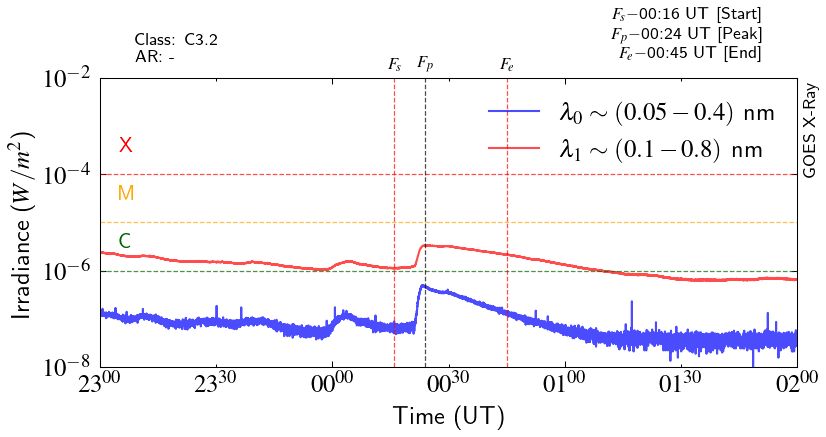 F_s−00:16 UT [Start]
Class: C3.2
F_p−00:24 UT [Peak]
AR: -
F_e−00:45 UT [End]
F_s F_p F_e
10^−2
λ_0 ∼ (0.05 − 0.4) nm
λ_1 ∼ (0.1 − 0.8) nm
X
10^−4
M
C
10^−6
10^−8
Irradiance (W/m^2)
GOES X-Ray
23^00 23^30 00^00 00^30 01^00 01^30 02^00
Time (UT)